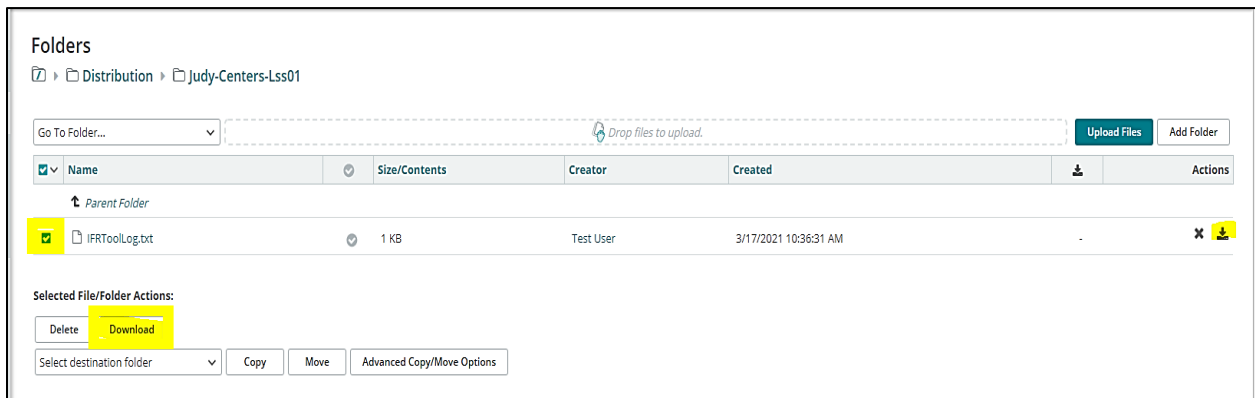 Folders
Distribution Judy-Centers-Lss01
Go To Folder... Drop files to upload. Upload Files Add Folder
Name Size/Contents Creator Created Actions
Parent Folder
IFRToolLog.txt 1 KB Test User 3/17/2021 10:36:31 AM -
Selected File/Folder Actions:
Delete Download
Select destination folder Copy Move Advanced Copy/Move Options